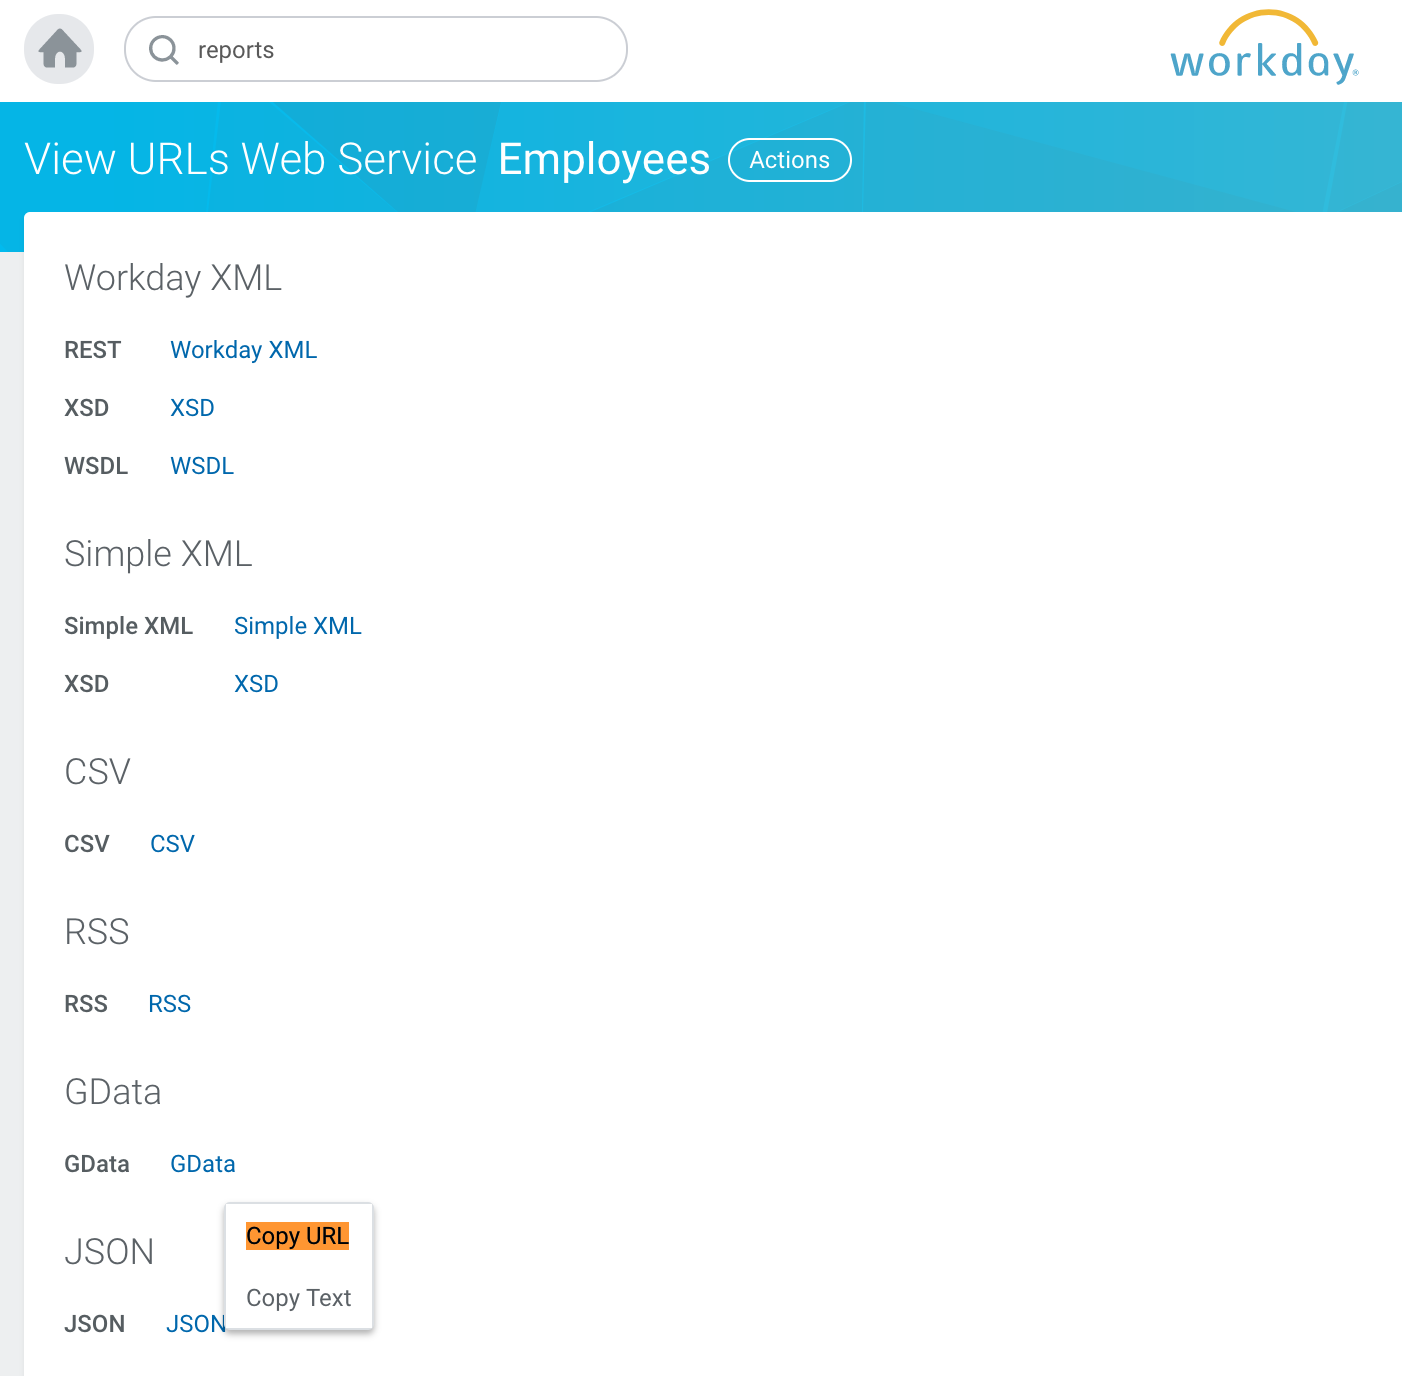 reports
workday®
View URLs Web Service Employees Actions
Workday XML
REST Workday XML
XSD XSD
WSDL WSDL
Simple XML
Simple XML Simple XML
XSD XSD
CSV
CSV CSV
RSS
RSS RSS
GData
GData GData
Copy URL
JSON
Copy Text
JSON JSON